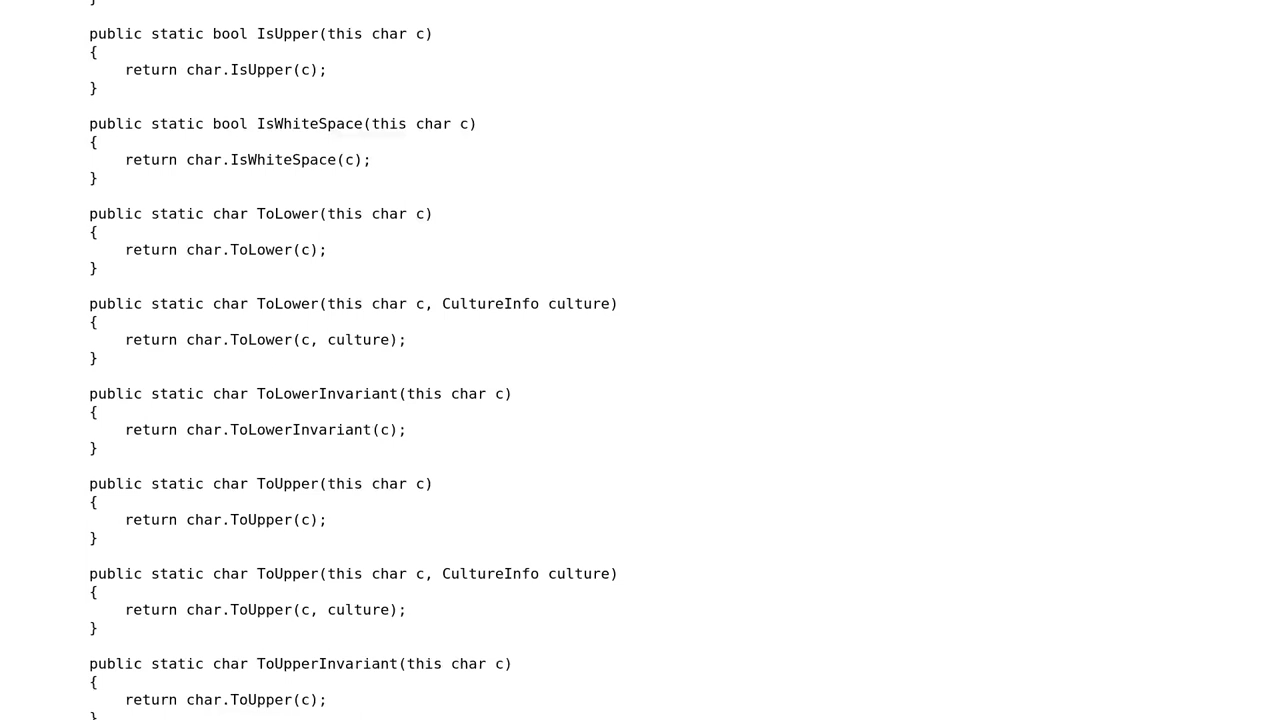 }
public static bool IsUpper(this char c)
{
return char.IsUpper(c);
}
public static bool IsWhiteSpace(this char c)
{
return char.IsWhiteSpace(c);
}
public static char ToLower(this char c)
{
return char.ToLower(c);
}
public static char ToLower(this char c, CultureInfo culture)
{
return char.ToLower(c, culture);
}
public static char ToLowerInvariant(this char c)
{
return char.ToLowerInvariant(c);
}
public static char ToUpper(this char c)
{
return char.ToUpper(c);
}
public static char ToUpper(this char c, CultureInfo culture)
{
return char.ToUpper(c, culture);
}
public static char ToUpperInvariant(this char c)
{
return char.ToUpper(c);
}